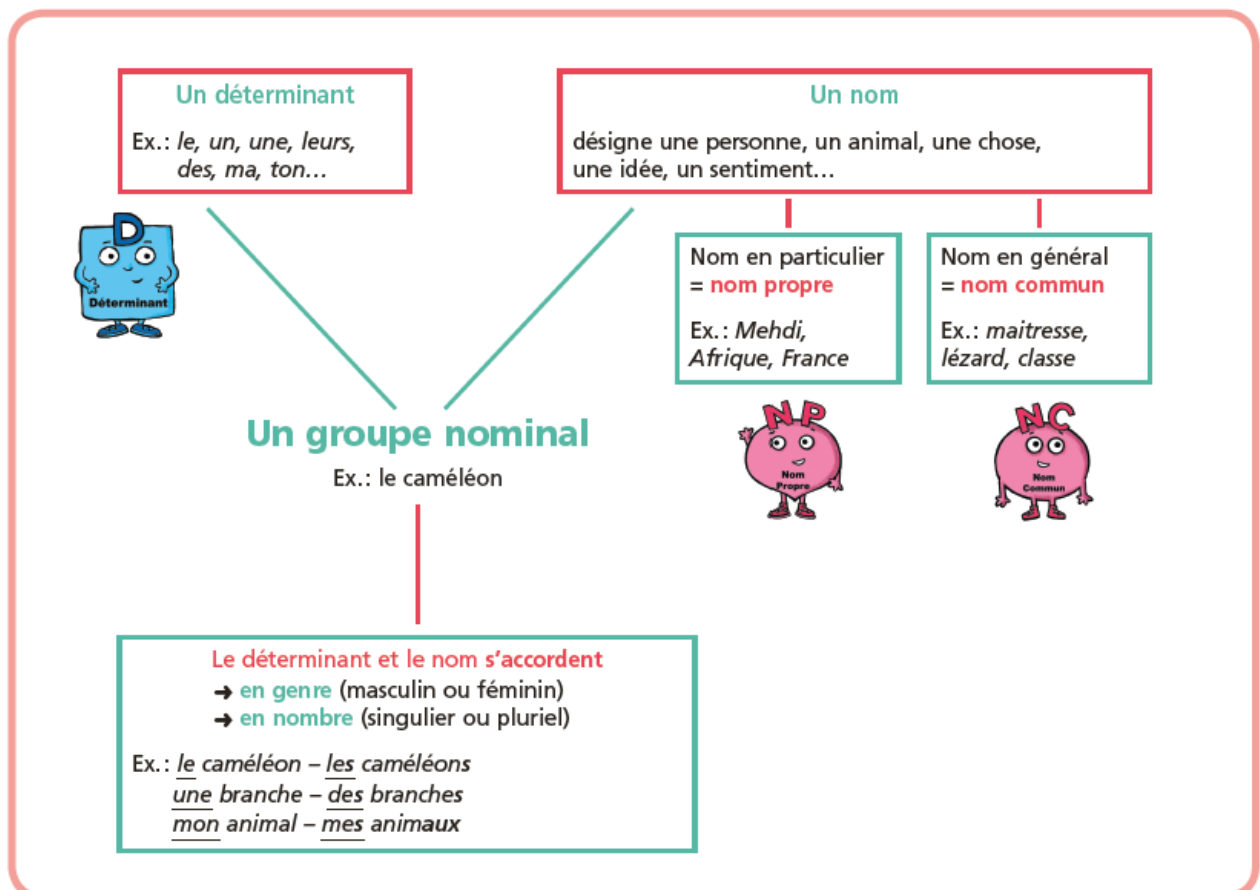 Un déterminant
Ex.: le, un, une, leurs,
des, ma, ton…
Un nom
désigne une personne, un animal, une chose,
une idée, un sentiment…
D
Déterminant
Nom en particulier
= nom propre
Ex.: Mehdi,
Afrique, France
Nom en général
= nom commun
Ex.: maitresse,
lézard, classe
NP
Nom
Propre
NC
Nom
Commun
Un groupe nominal
Ex.: le caméléon
Le déterminant et le nom s’accordent
➜ en genre (masculin ou féminin)
➜ en nombre (singulier ou pluriel)
Ex.: le caméléon – les caméléons
une branche – des branches
mon animal – mes animaux